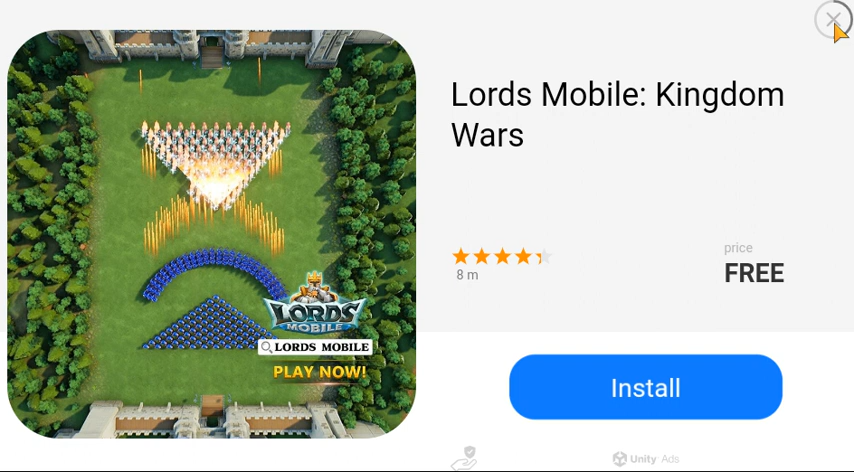 Lords Mobile: Kingdom
Wars
price
FREE
8 m
LORDS
MOBILE
LORDS MOBILE
PLAY NOW!
Install
Unity Ads